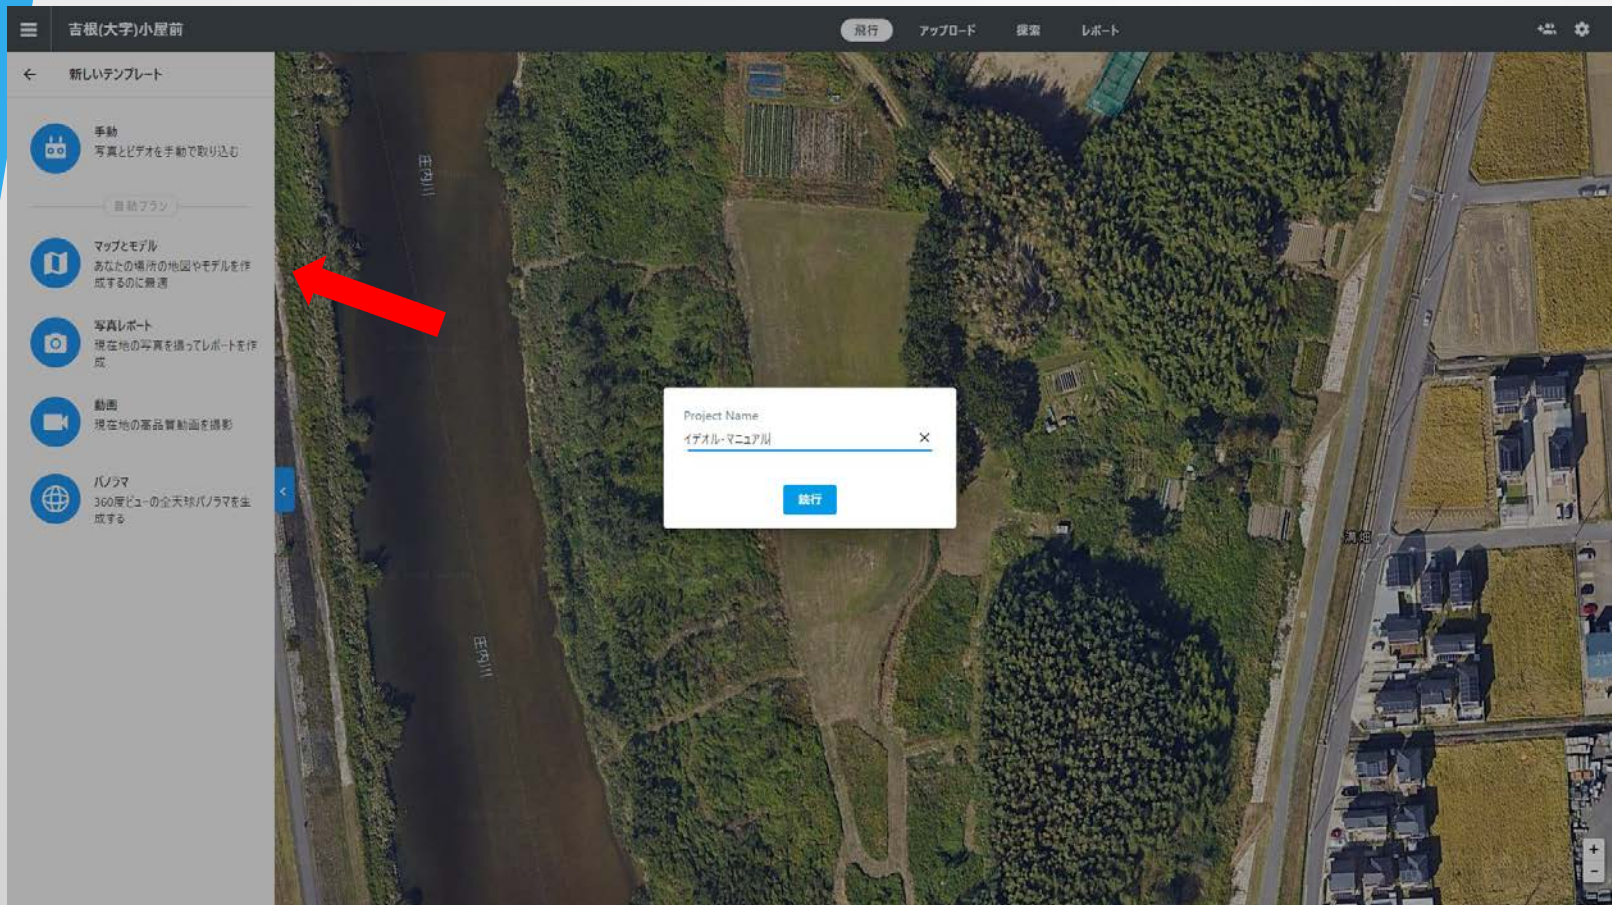 吉根(大字)小屋前
飛行
アップロード
探索
レポート
新しいテンプレート
手動
写真とビデオを手動で取り込む
自動プラン
マップとモデル
あなたの場所の地図やモデルを作
成するのに最適
写真レポート
現在地の写真を撮ってレポートを作
成
動画
現在地の高品質動画を撮影
パノラマ
360度ビューの全天球パノラマを生
成する
庄内川
庄内川
Project Name
イデオル-マニュアル
続行
溝畑